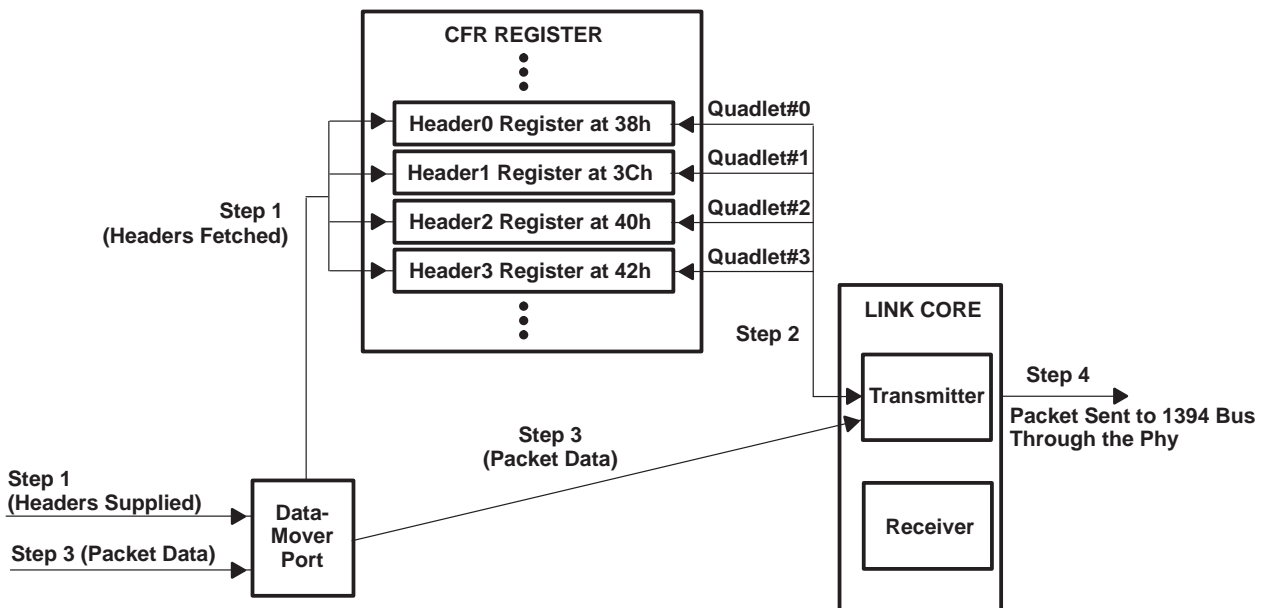 CFR REGISTER
Header0 Register at 38h
Quadlet#0
Header1 Register at 3Ch
Quadlet#1
Header2 Register at 40h
Quadlet#2
Header3 Register at 42h
Quadlet#3
Step 1
(Headers Fetched)
Step 2
LINK CORE
Transmitter
Step 4
Packet Sent to 1394 Bus
Through the Phy
Step 3
(Packet Data)
Step 1
(Headers Supplied)
Step 3 (Packet Data)
Data-
Mover
Port
Receiver